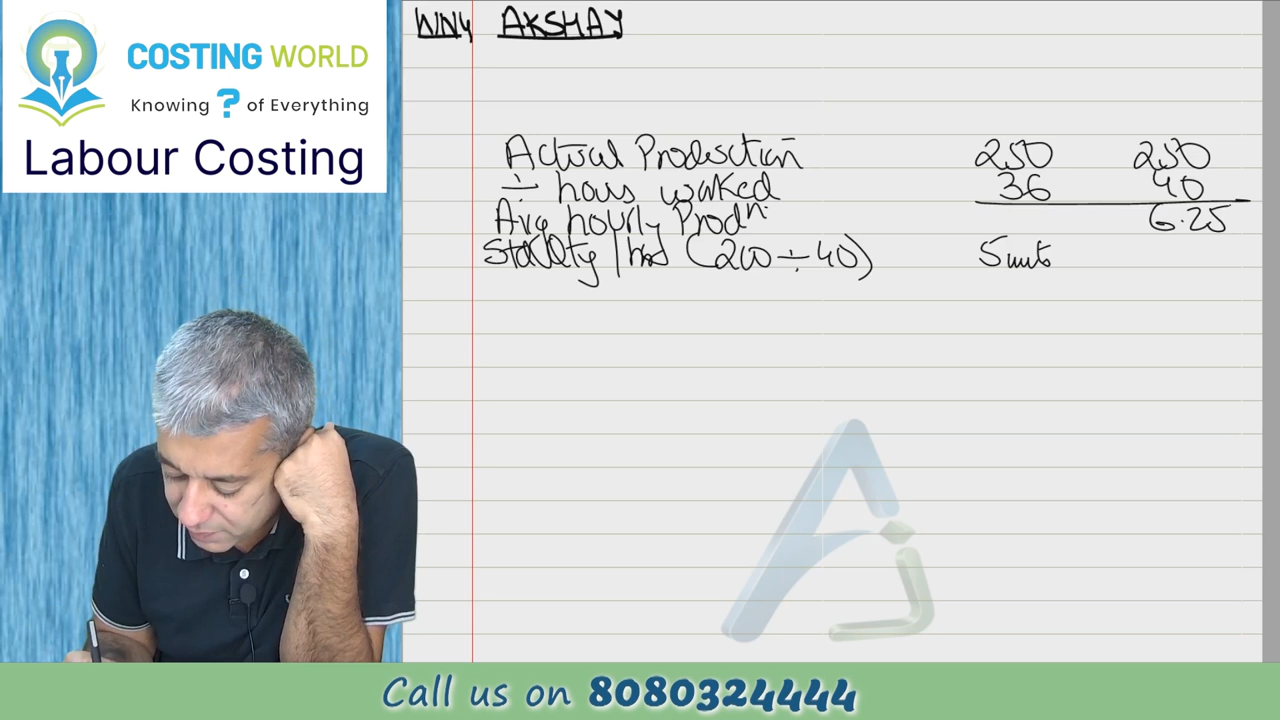 COSTING WORLD
Knowing ? of Everything
Labour Costing
WN4 AKSHAY
Actual Production 250 250
÷ hours worked 36 40
Avg hourly Prodn. 6.25
Std Qty / hrs (200 ÷ 40) 5 units
Call us on 8080324444